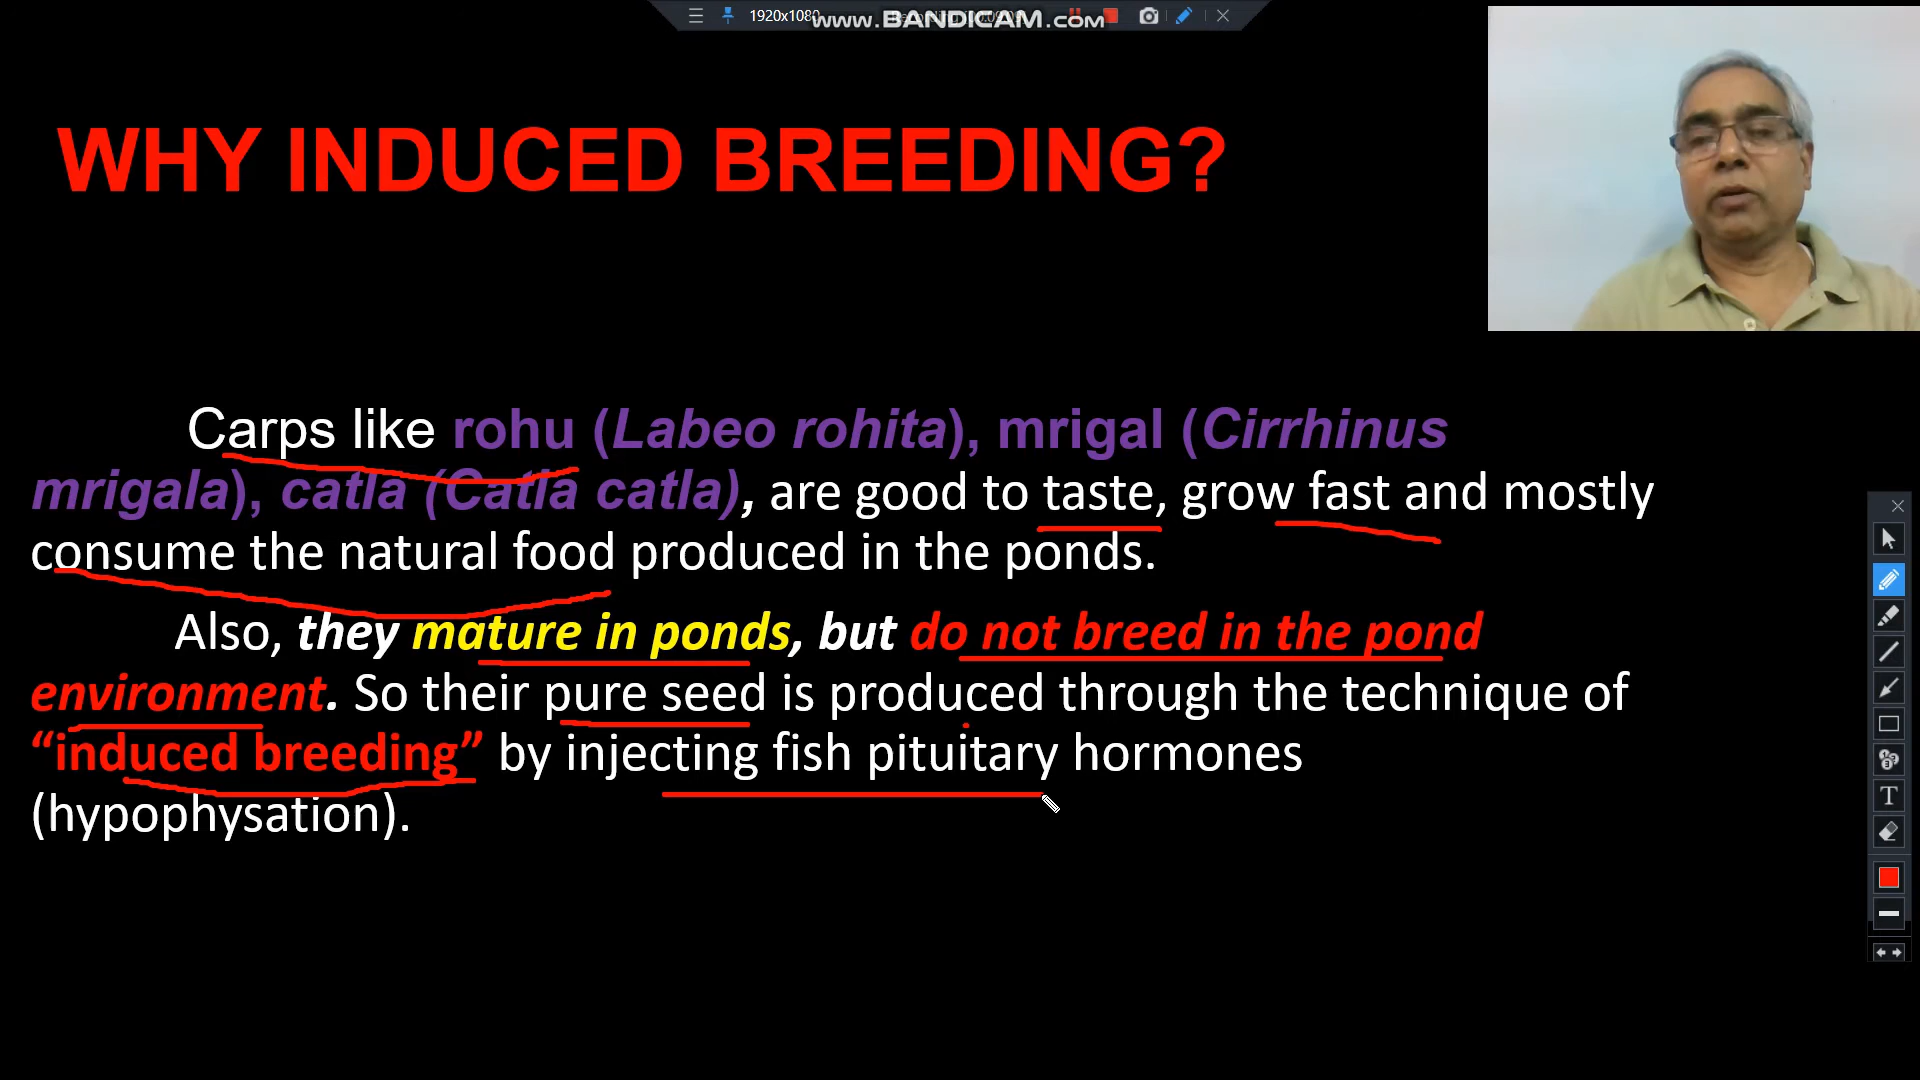 1920x1080
www.BANDICAM.com
WHY INDUCED BREEDING?
Carps like rohu (Labeo rohita), mrigal (Cirrhinus
mrigala), catla (Catla catla), are good to taste, grow fast and mostly
consume the natural food produced in the ponds.
Also, they mature in ponds, but do not breed in the pond
environment. So their pure seed is produced through the technique of
“induced breeding” by injecting fish pituitary hormones
(hypophysation).
T